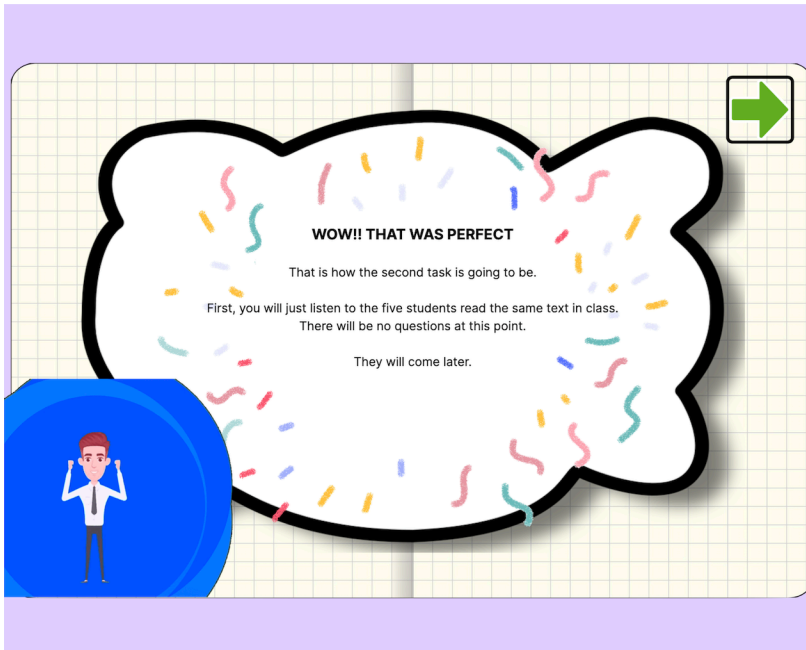 WOW!! THAT WAS PERFECT
That is how the second task is going to be.
First, you will just listen to the five students read the same text in class.
There will be no questions at this point.
They will come later.